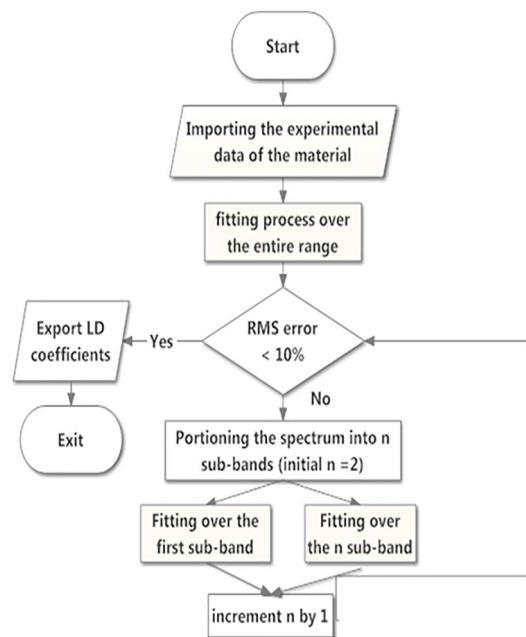 Start
Importing the experimental
data of the material
fitting process over
the entire range
RMS error
< 10%
Yes
Export LD
coefficients
Exit
No
Portioning the spectrum into n
sub-bands (initial n =2)
Fitting over the
first sub-band
Fitting over
the n sub-band
increment n by 1